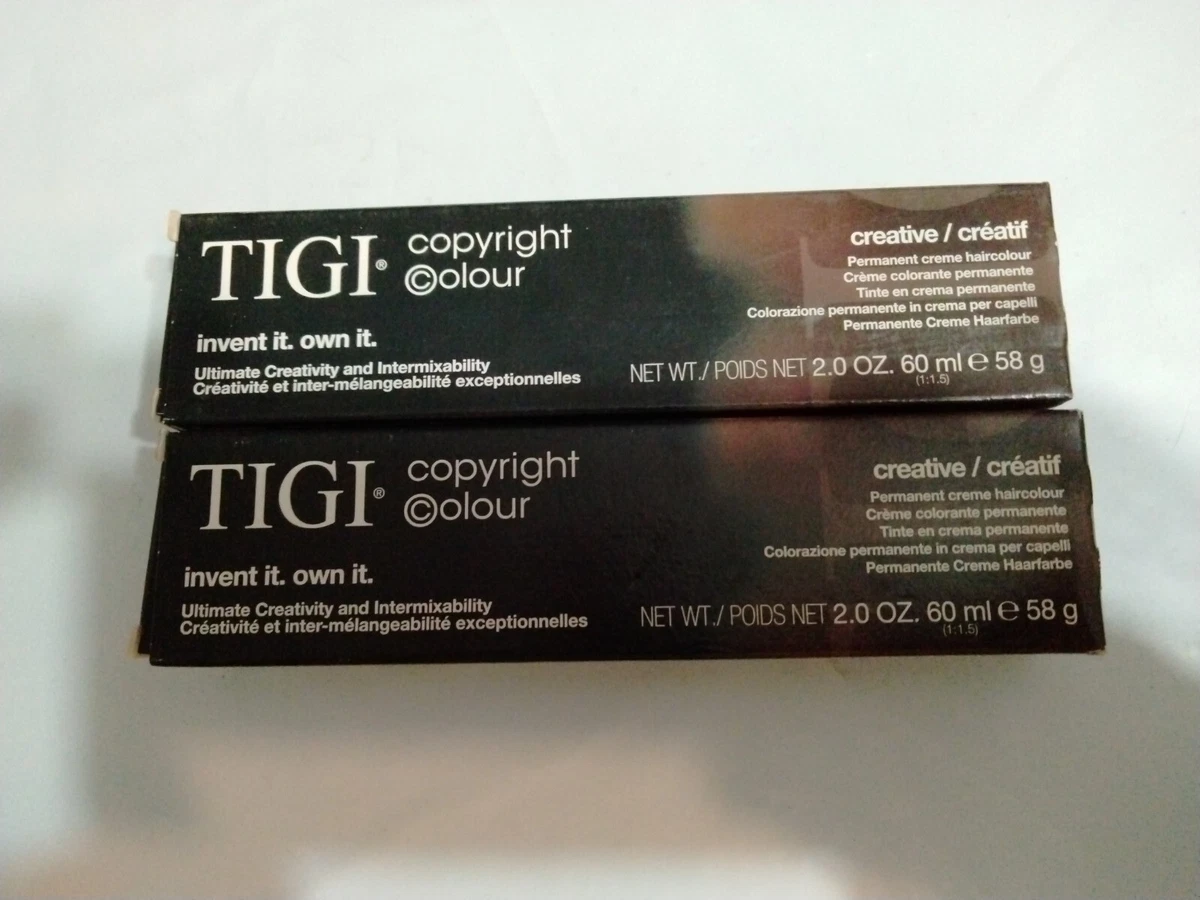 TIGI® copyright
©olour
invent it. own it.
Ultimate Creativity and Intermixability
Créativité et inter-mélangeabilité exceptionnelles
creative / créatif
Permanent creme haircolour
Crème colorante permanente
Tinte en crema permanente
Colorazione permanente in crema per capelli
Permanente Creme Haarfarbe
NET WT./ POIDS NET 2.0 OZ. 60 ml ℮ 58 g
(1:1.5)
TIGI® copyright
©olour
invent it. own it.
Ultimate Creativity and Intermixability
Créativité et inter-mélangeabilité exceptionnelles
creative / créatif
Permanent creme haircolour
Crème colorante permanente
Tinte en crema permanente
Colorazione permanente in crema per capelli
Permanente Creme Haarfarbe
NET WT./ POIDS NET 2.0 OZ. 60 ml ℮ 58 g
(1:1.5)